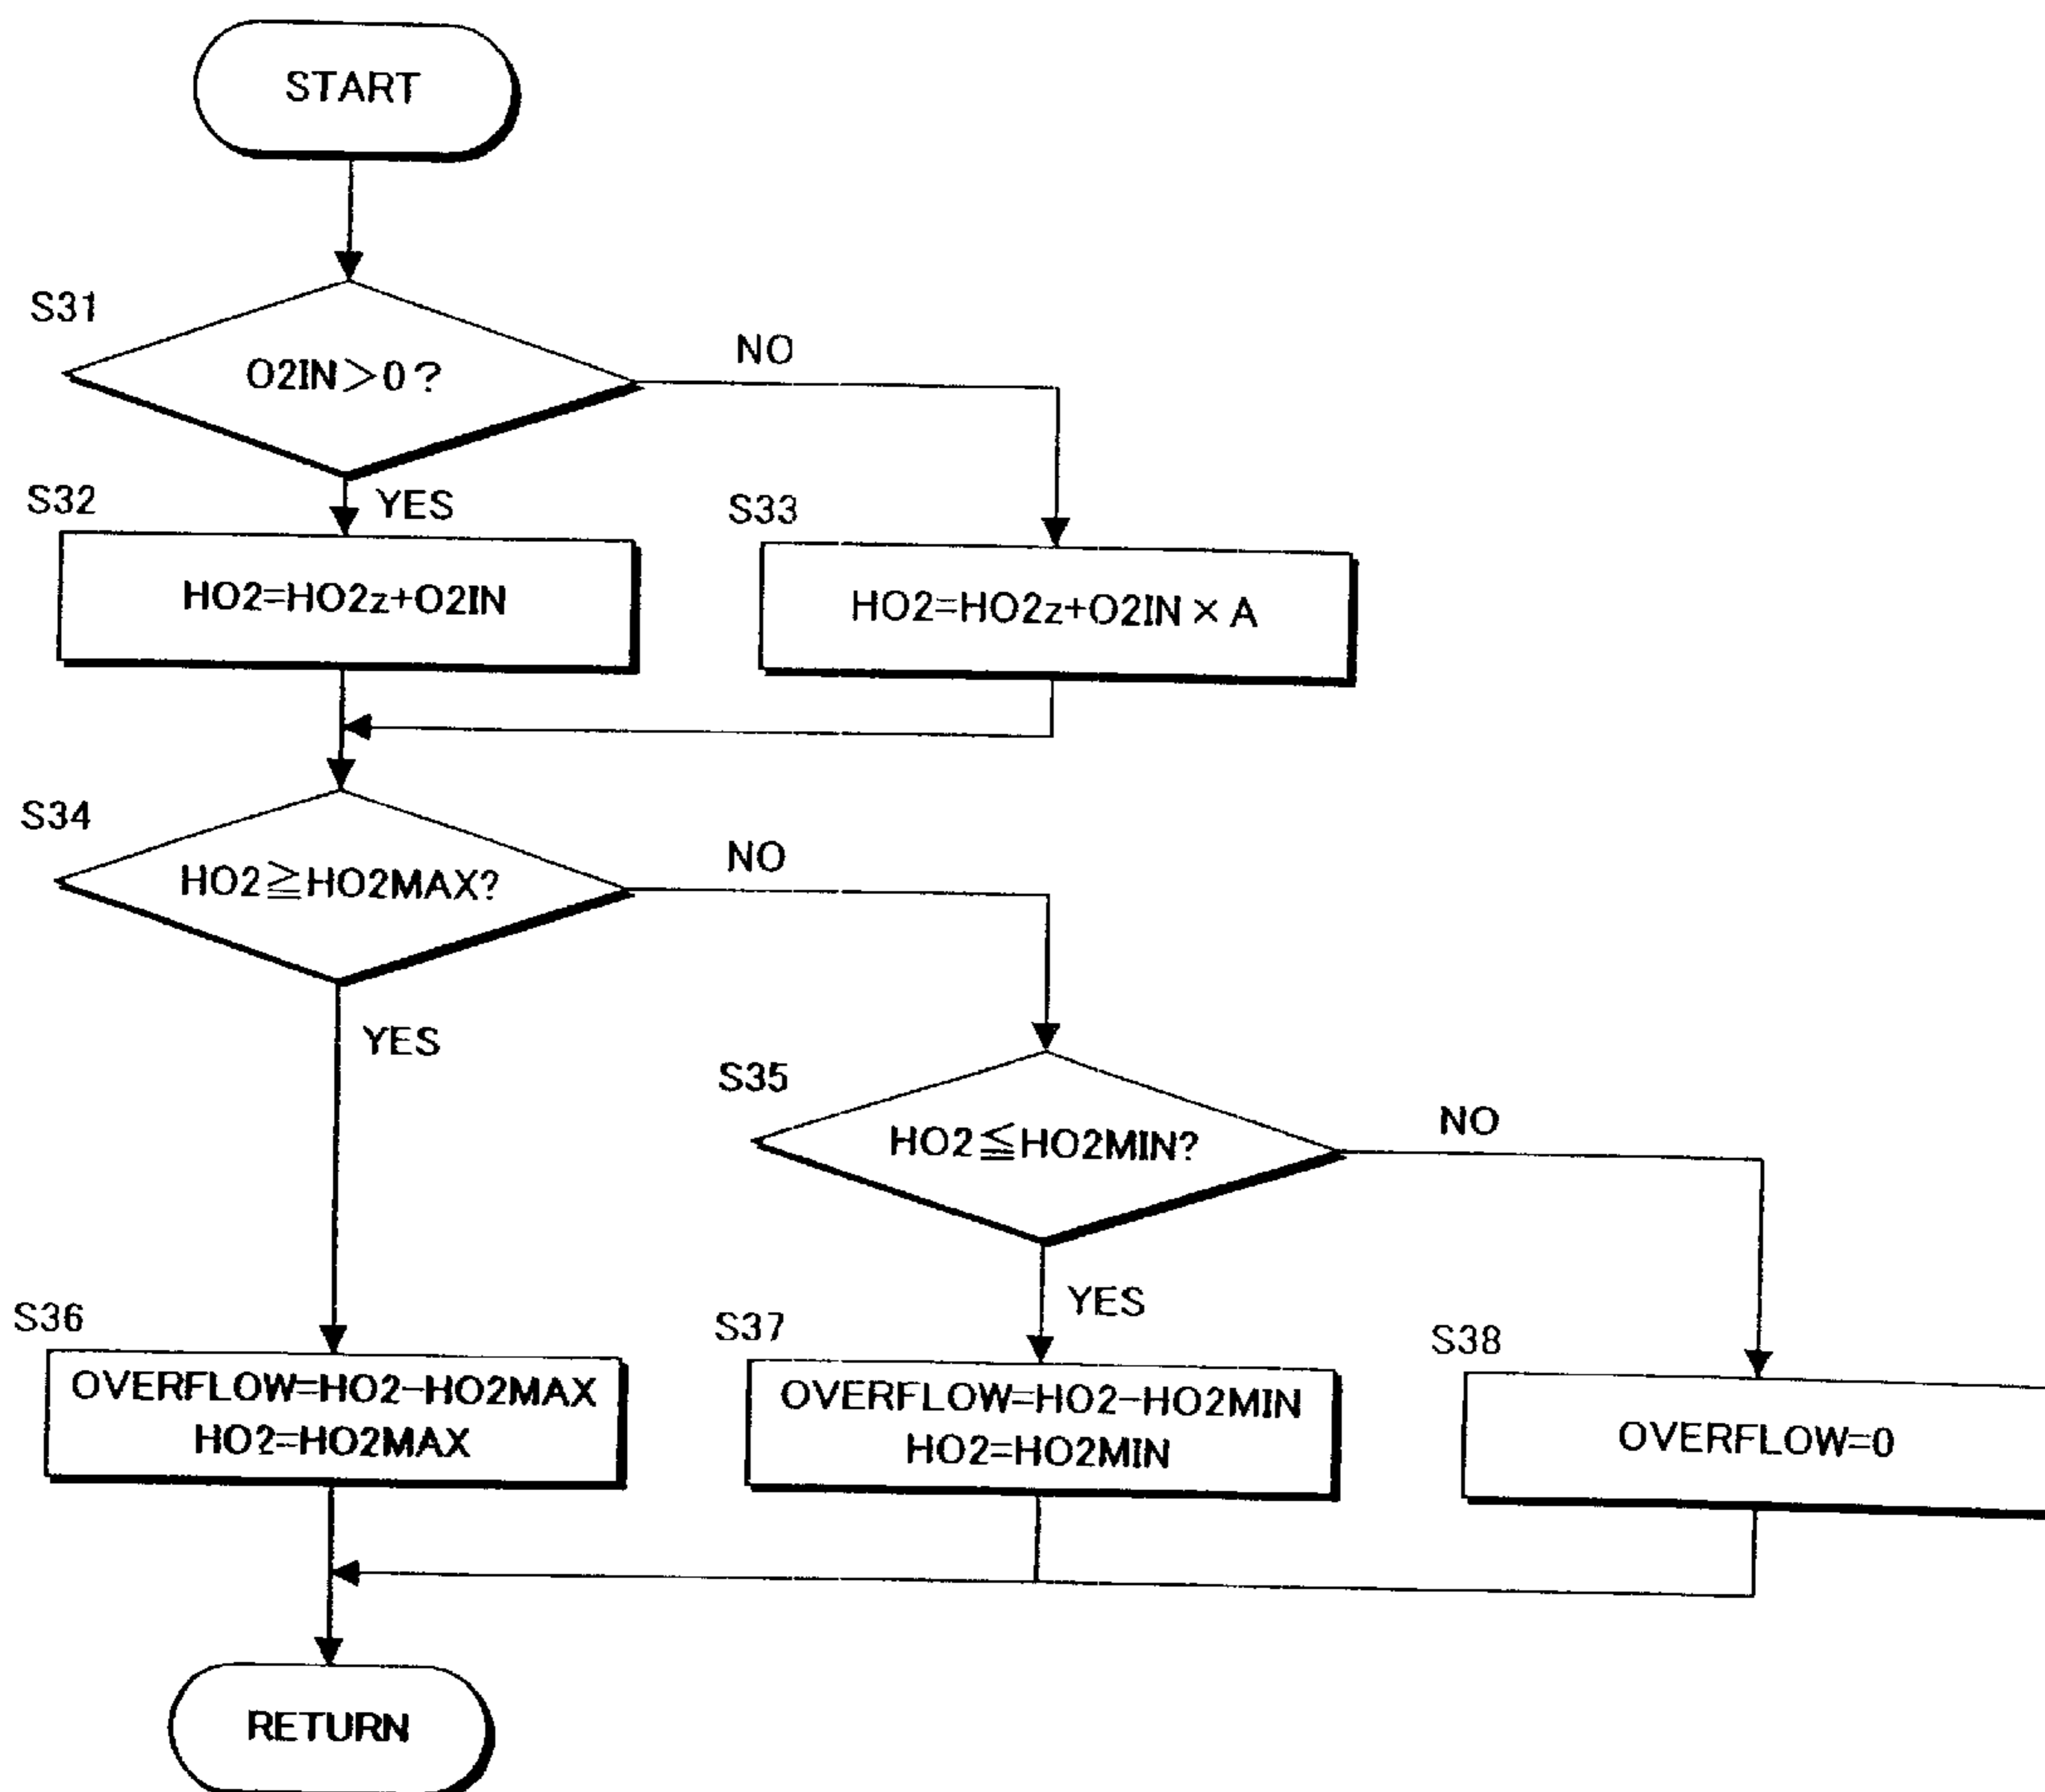 START
S31
O2IN>0?
NO
YES
S32
HO2=HO2z+O2IN
S33
HO2=HO2z+O2IN×A
S34
HO2≧HO2MAX?
NO
YES
S35
HO2≦HO2MIN?
NO
YES
S36
OVERFLOW=HO2-HO2MAX
HO2=HO2MAX
S37
OVERFLOW=HO2-HO2MIN
HO2=HO2MIN
S38
OVERFLOW=0
RETURN